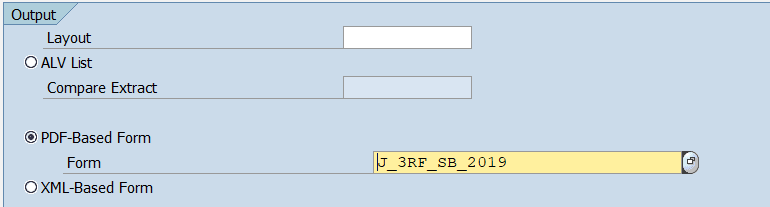 Output
Layout
ALV List
Compare Extract
PDF-Based Form
Form J_3RF_SB_2019
XML-Based Form